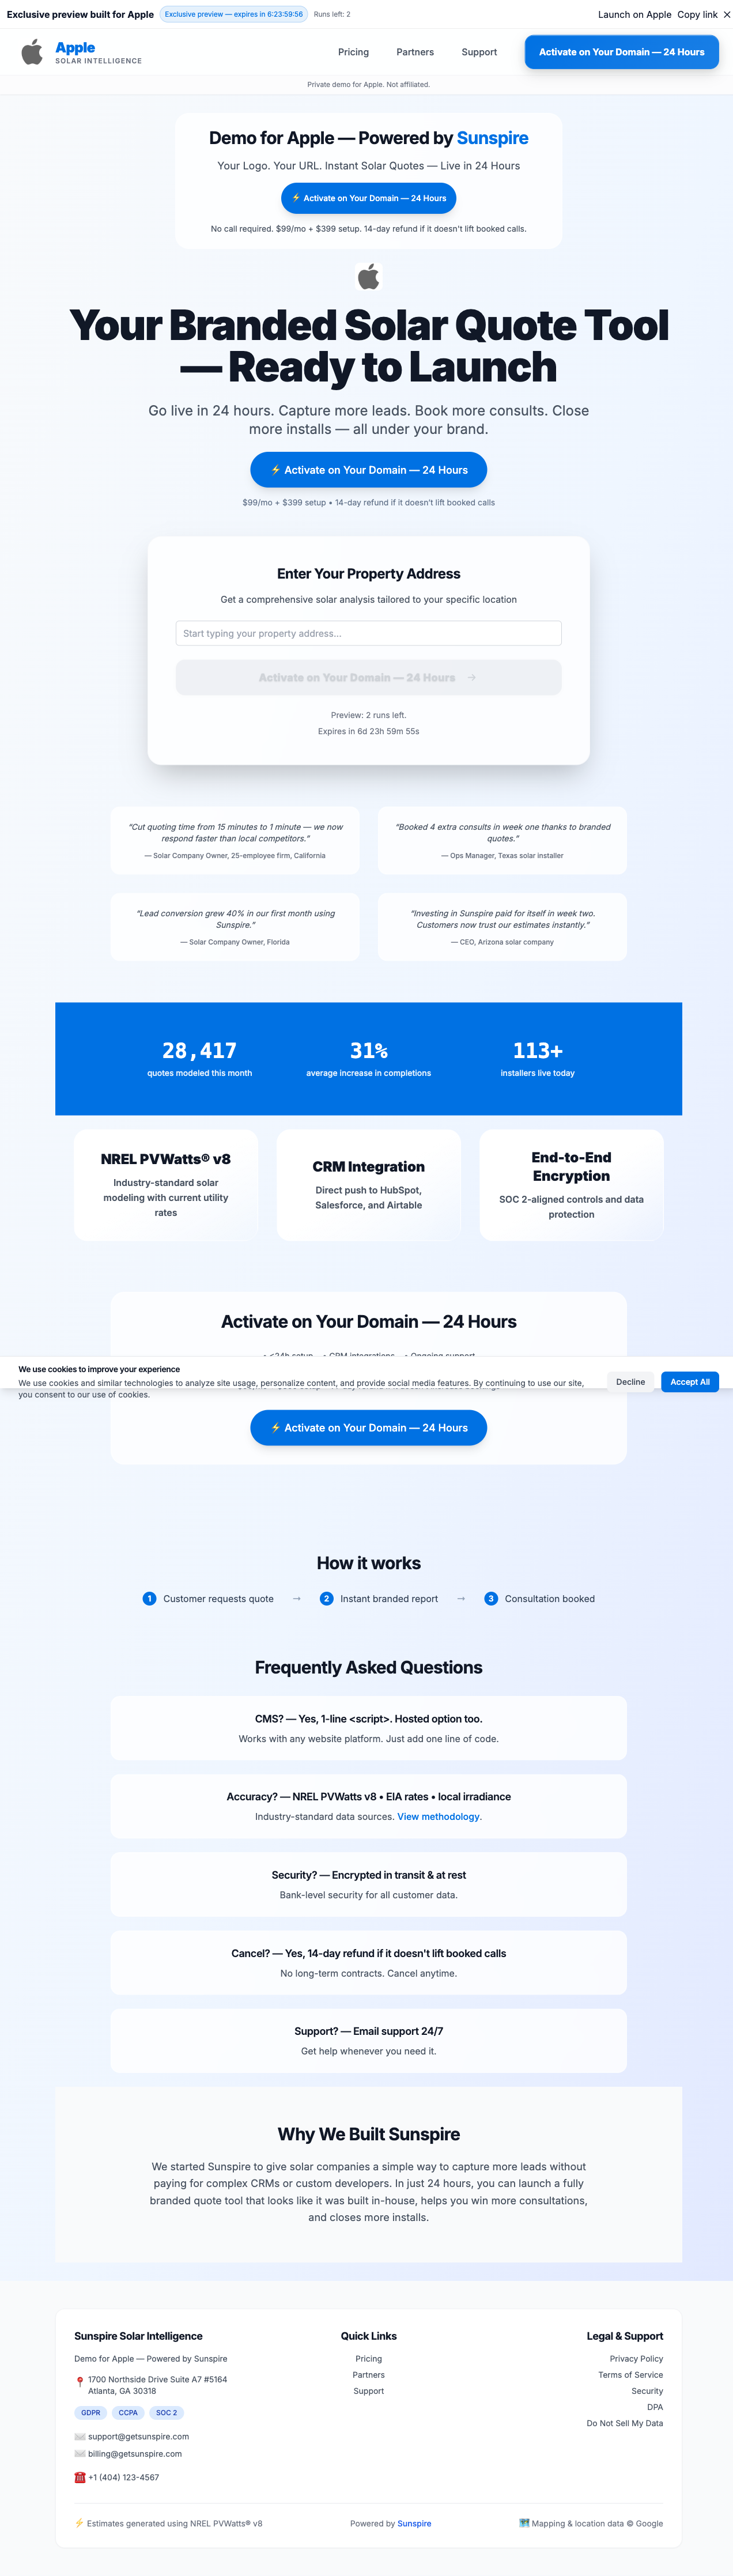 Exclusive preview built for Apple
Exclusive preview — expires in 6:23:59:56
Runs left: 2
Launch on Apple
Copy link
×
Apple
SOLAR INTELLIGENCE
Pricing
Partners
Support
Activate on Your Domain — 24 Hours
Private demo for Apple. Not affiliated.
Demo for Apple — Powered by Sunspire
Your Logo. Your URL. Instant Solar Quotes — Live in 24 Hours
⚡ Activate on Your Domain — 24 Hours
No call required. $99/mo + $399 setup. 14-day refund if it doesn't lift booked calls.
Your Branded Solar Quote Tool
— Ready to Launch
Go live in 24 hours. Capture more leads. Book more consults. Close
more installs — all under your brand.
⚡ Activate on Your Domain — 24 Hours
$99/mo + $399 setup • 14-day refund if it doesn't lift booked calls
Enter Your Property Address
Get a comprehensive solar analysis tailored to your specific location
Start typing your property address...
Activate on Your Domain — 24 Hours →
Preview: 2 runs left.
Expires in 6d 23h 59m 55s
"Cut quoting time from 15 minutes to 1 minute — we now
respond faster than local competitors."
— Solar Company Owner, 25-employee firm, California
"Booked 4 extra consults in week one thanks to branded
quotes."
— Ops Manager, Texas solar installer
"Lead conversion grew 40% in our first month using
Sunspire."
— Solar Company Owner, Florida
"Investing in Sunspire paid for itself in week two.
Customers now trust our estimates instantly."
— CEO, Arizona solar company
28,417
quotes modeled this month
31%
average increase in completions
113+
installers live today
NREL PVWatts® v8
Industry-standard solar
modeling with current utility
rates
CRM Integration
Direct push to HubSpot,
Salesforce, and Airtable
End-to-End
Encryption
SOC 2-aligned controls and data
protection
Activate on Your Domain — 24 Hours
We use cookies to improve your experience
We use cookies and similar technologies to analyze site usage, personalize content, and provide social media features. By continuing to use our site,
you consent to our use of cookies.
Decline
Accept All
⚡ Activate on Your Domain — 24 Hours
How it works
1 Customer requests quote
→
2 Instant branded report
→
3 Consultation booked
Frequently Asked Questions
CMS? — Yes, 1-line <script>. Hosted option too.
Works with any website platform. Just add one line of code.
Accuracy? — NREL PVWatts v8 • EIA rates • local irradiance
Industry-standard data sources. View methodology.
Security? — Encrypted in transit & at rest
Bank-level security for all customer data.
Cancel? — Yes, 14-day refund if it doesn't lift booked calls
No long-term contracts. Cancel anytime.
Support? — Email support 24/7
Get help whenever you need it.
Why We Built Sunspire
We started Sunspire to give solar companies a simple way to capture more leads without
paying for complex CRMs or custom developers. In just 24 hours, you can launch a fully
branded quote tool that looks like it was built in-house, helps you win more consultations,
and closes more installs.
Sunspire Solar Intelligence
Demo for Apple — Powered by Sunspire
1700 Northside Drive Suite A7 #5164
Atlanta, GA 30318
GDPR
CCPA
SOC 2
support@getsunspire.com
billing@getsunspire.com
+1 (404) 123-4567
Quick Links
Pricing
Partners
Support
Legal & Support
Privacy Policy
Terms of Service
Security
DPA
Do Not Sell My Data
⚡ Estimates generated using NREL PVWatts® v8
Powered by Sunspire
Mapping & location data © Google